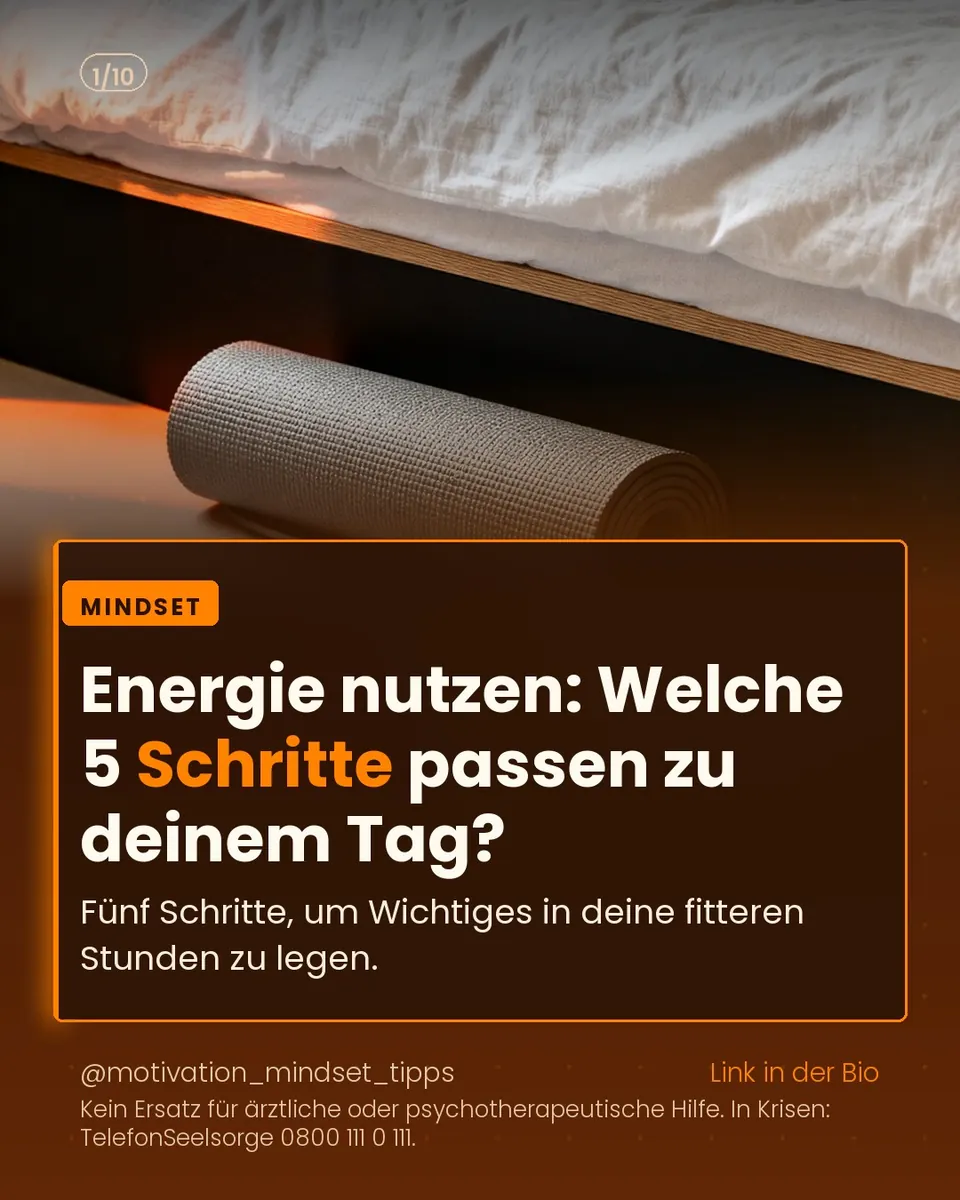 1/10
MINDSET
Energie nutzen: Welche
5 Schritte passen zu
deinem Tag?
Fünf Schritte, um Wichtiges in deine fitteren
Stunden zu legen.
@motivation_mindset_tipps
Link in der Bio
Kein Ersatz für ärztliche oder psychotherapeutische Hilfe. In Krisen:
TelefonSeelsorge 0800 111 0 111.